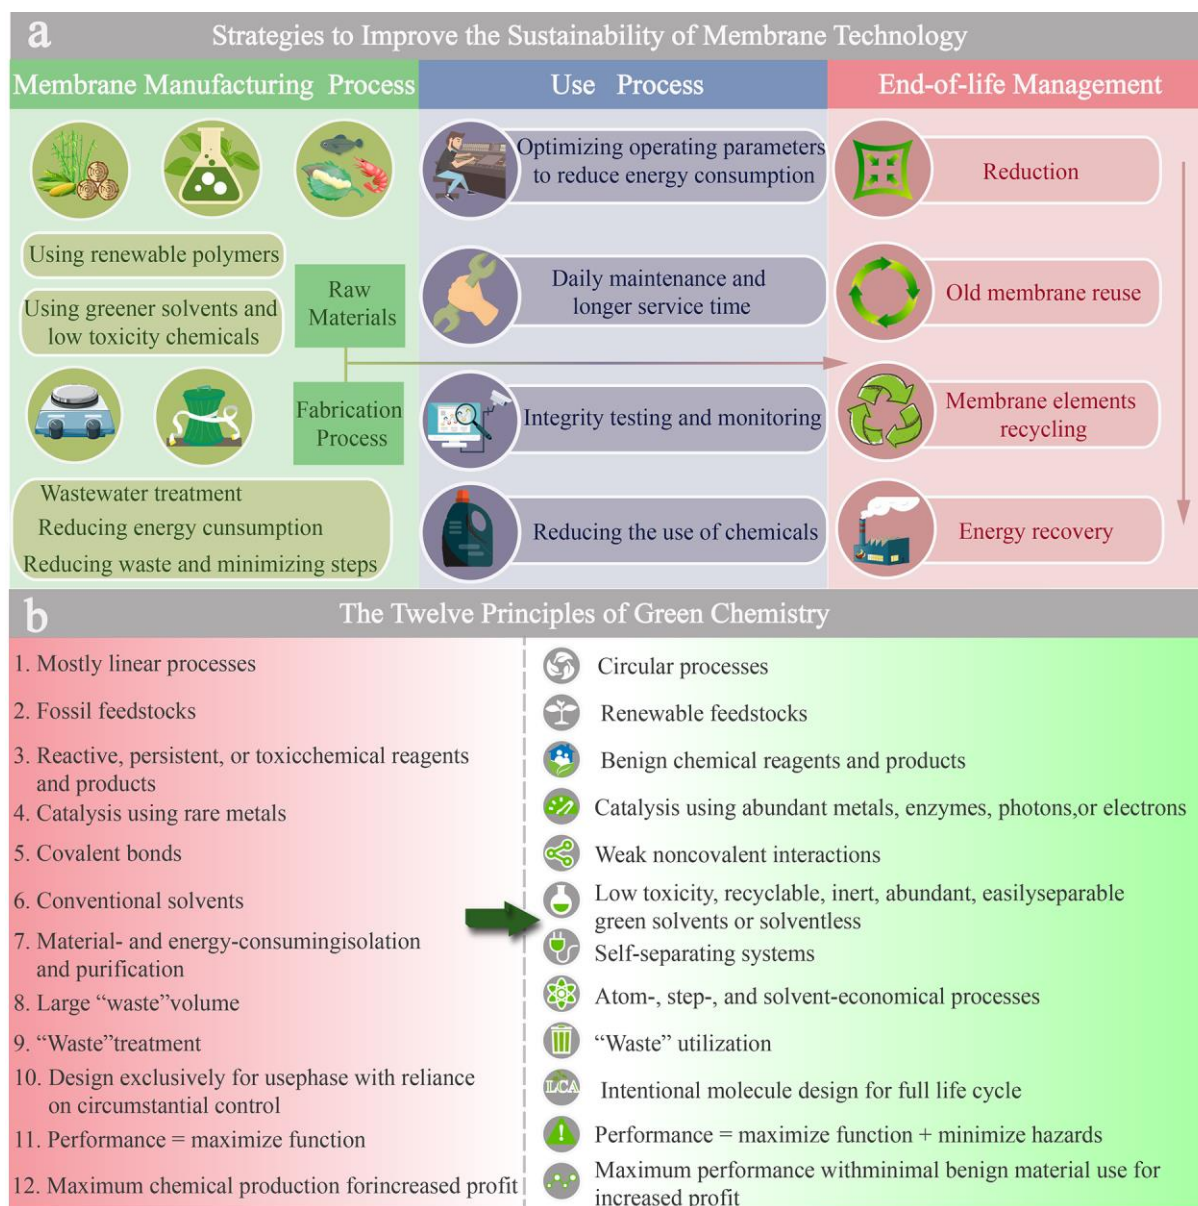 a
Strategies to Improve the Sustainability of Membrane Technology
Membrane Manufacturing Process
Using renewable polymers
Using greener solvents and
low toxicity chemicals
Raw
Materials
Fabrication
Process
Wastewater treatment
Reducing energy cunsumption
Reducing waste and minimizing steps
Use Process
Optimizing operating parameters
to reduce energy consumption
Daily maintenance and
longer service time
Integrity testing and monitoring
Reducing the use of chemicals
End-of-life Management
Reduction
Old membrane reuse
Membrane elements
recycling
Energy recovery
b
The Twelve Principles of Green Chemistry
1. Mostly linear processes
2. Fossil feedstocks
3. Reactive, persistent, or toxicchemical reagents
and products
4. Catalysis using rare metals
5. Covalent bonds
6. Conventional solvents
7. Material- and energy-consumingisolation
and purification
8. Large “waste”volume
9. “Waste”treatment
10. Design exclusively for usephase with reliance
on circumstantial control
11. Performance = maximize function
12. Maximum chemical production forincreased profit
Circular processes
Renewable feedstocks
Benign chemical reagents and products
Catalysis using abundant metals, enzymes, photons,or electrons
Weak noncovalent interactions
Low toxicity, recyclable, inert, abundant, easilyseparable
green solvents or solventless
Self-separating systems
Atom-, step-, and solvent-economical processes
“Waste” utilization
LCA
Intentional molecule design for full life cycle
Performance = maximize function + minimize hazards
Maximum performance withminimal benign material use for
increased profit